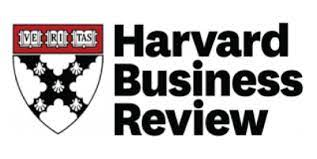 VE RI TAS
Harvard
Business
Review